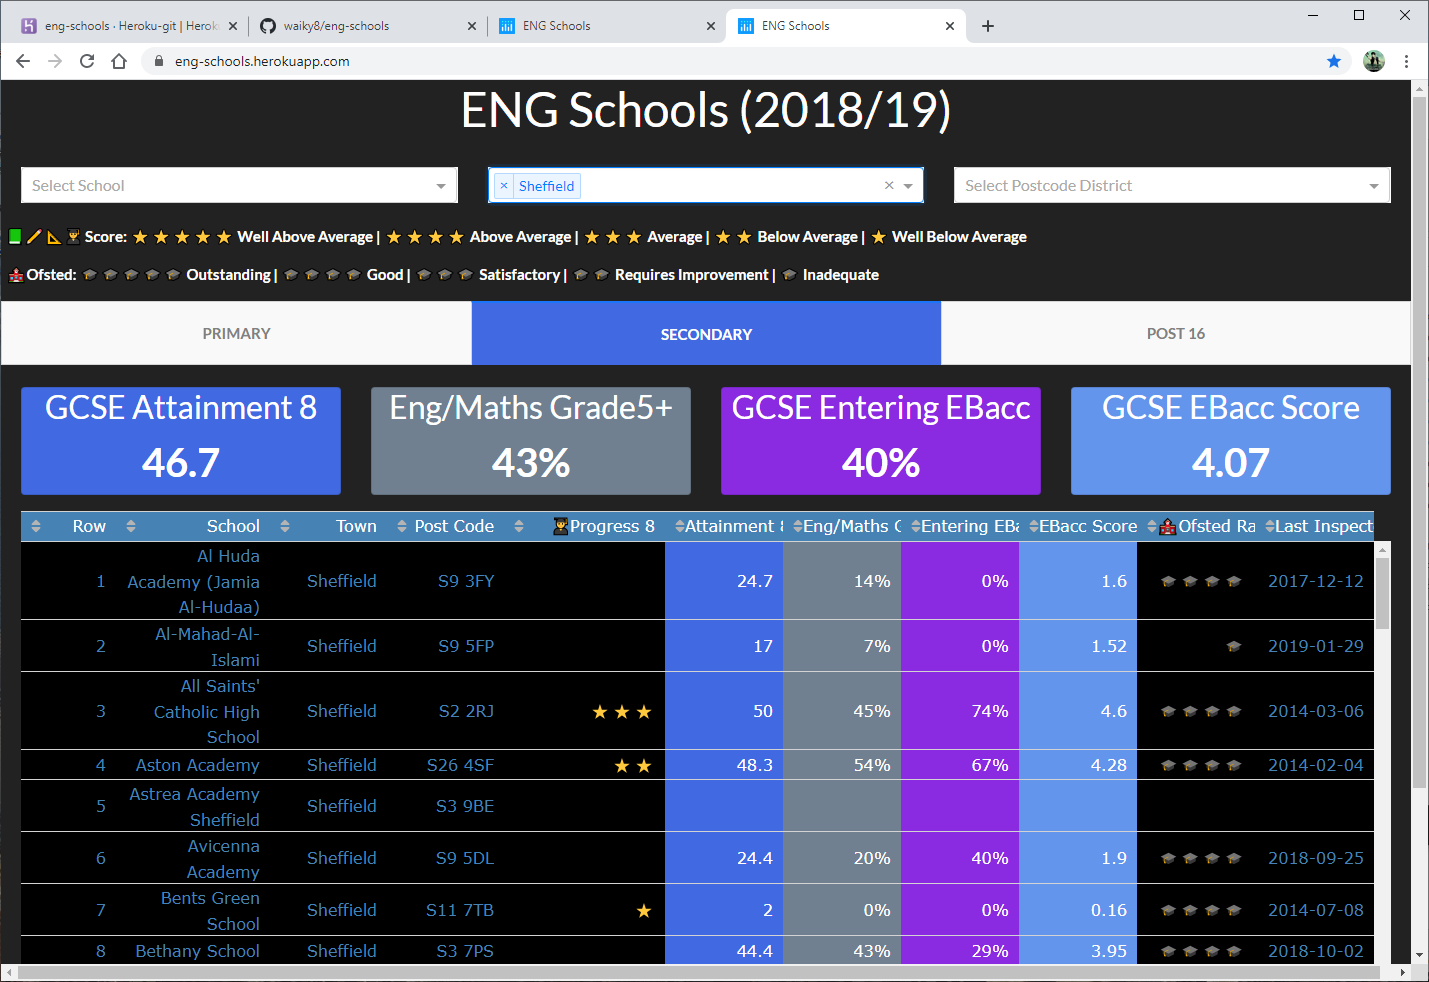 eng-schools · Heroku-git | Herok
waiky8/eng-schools
ENG Schools
ENG Schools
eng-schools.herokuapp.com
ENG Schools (2018/19)
Select School
× Sheffield
Select Postcode District
Score: Well Above Average | Above Average | Average | Below Average | Well Below Average
Ofsted: Outstanding | Good | Satisfactory | Requires Improvement | Inadequate
PRIMARY
SECONDARY
POST 16
GCSE Attainment 8
46.7
Eng/Maths Grade5+
43%
GCSE Entering EBacc
40%
GCSE EBacc Score
4.07
Row School Town Post Code Progress 8 Attainment 8 Eng/Maths G Entering EBa EBacc Score Ofsted Ra Last Inspect
1 Al Huda Academy (Jamia Al-Hudaa) Sheffield S9 3FY 24.7 14% 0% 1.6 2017-12-12
2 Al-Mahad-Al-Islami Sheffield S9 5FP 17 7% 0% 1.52 2019-01-29
3 All Saints' Catholic High School Sheffield S2 2RJ 50 45% 74% 4.6 2014-03-06
4 Aston Academy Sheffield S26 4SF 48.3 54% 67% 4.28 2014-02-04
5 Astrea Academy Sheffield Sheffield S3 9BE
6 Avicenna Academy Sheffield S9 5DL 24.4 20% 40% 1.9 2018-09-25
7 Bents Green School Sheffield S11 7TB 2 0% 0% 0.16 2014-07-08
8 Bethany School Sheffield S3 7PS 44.4 43% 29% 3.95 2018-10-02